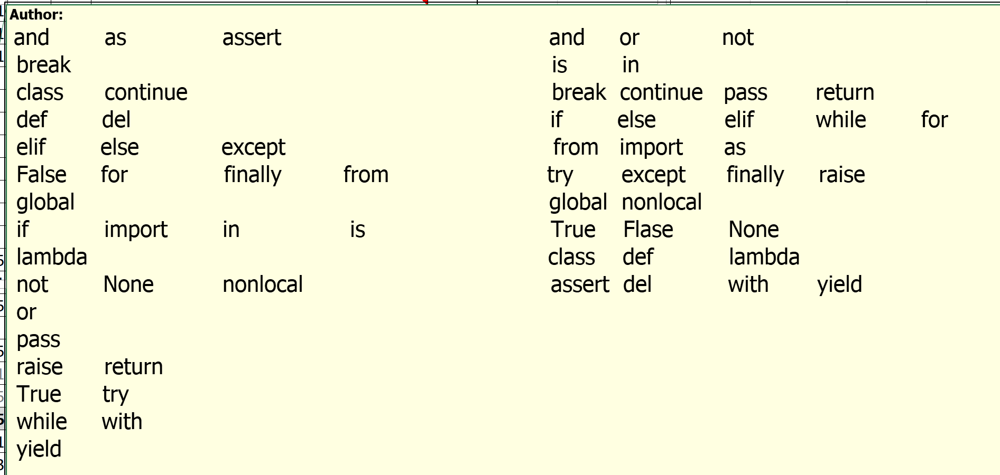 Author:
and as assert and or not
break is in
class continue break continue pass return
def del if else elif while for
elif else except from import as
False for finally from try except finally raise
global global nonlocal
if import in is True Flase None
lambda class def lambda
not None nonlocal assert del with yield
or
pass
raise return
True try
while with
yield